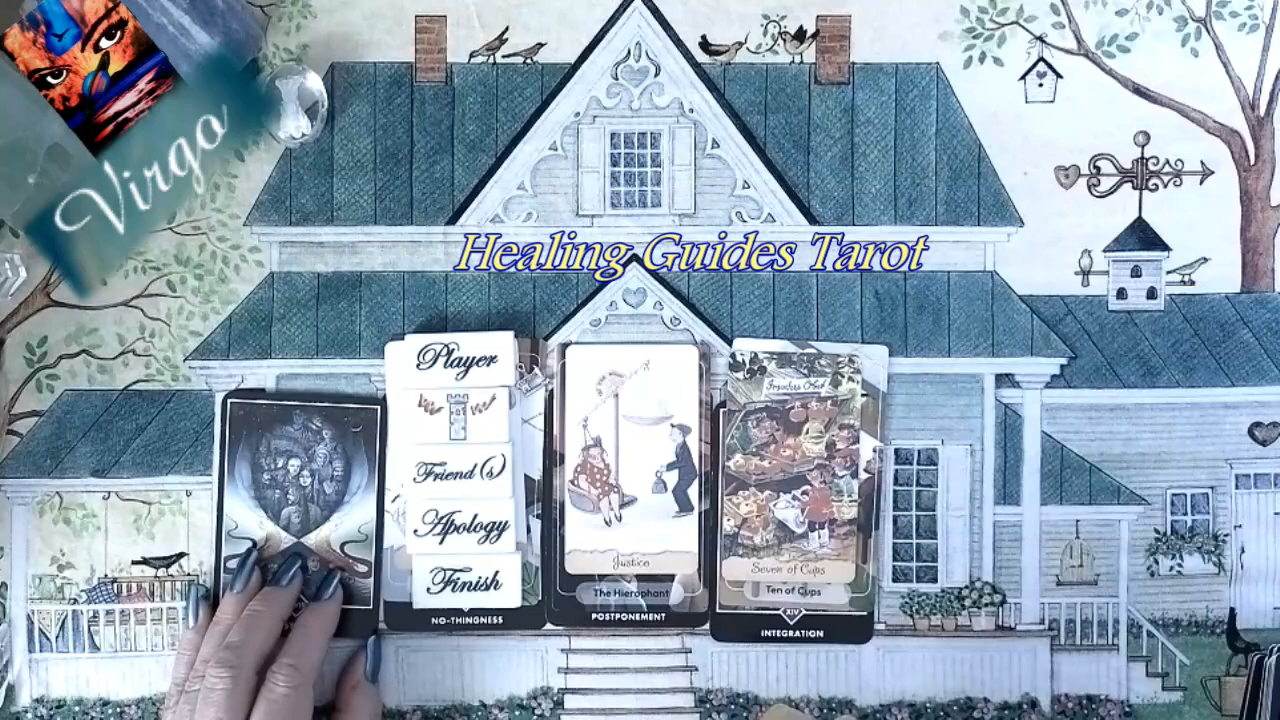 Virgo
Healing Guides Tarot
Player
Friend(s)
Apology
Finish
NO-THINGNESS
Justice
The Hierophant
POSTPONEMENT
Seven of Cups
Ten of Cups
XIV
INTEGRATION